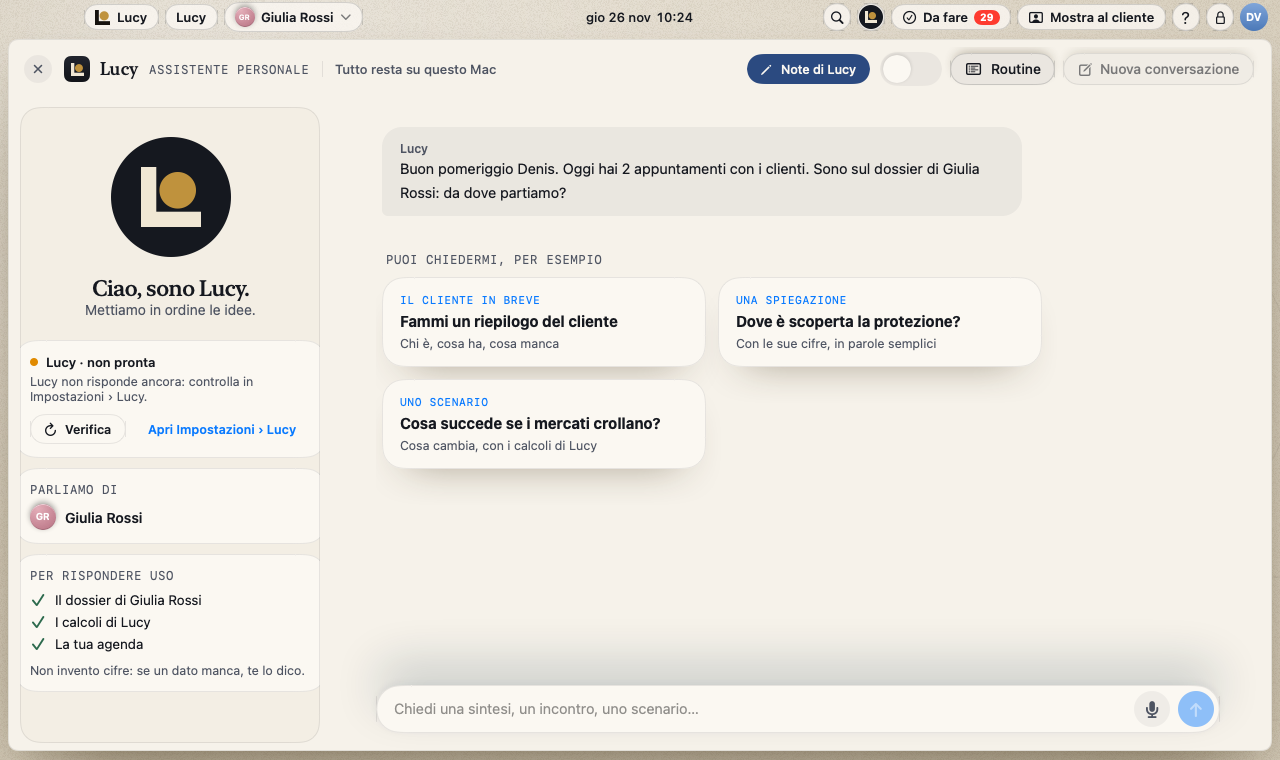 Lucy
Lucy
GR Giulia Rossi
gio 26 nov 10:24
Da fare 29
Mostra al cliente
?
DV
Lucy ASSISTENTE PERSONALE Tutto resta su questo Mac
Note di Lucy
Routine
Nuova conversazione
Ciao, sono Lucy.
Mettiamo in ordine le idee.
Lucy · non pronta
Lucy non risponde ancora: controlla in
Impostazioni › Lucy.
Verifica
Apri Impostazioni › Lucy
PARLIAMO DI
GR Giulia Rossi
PER RISPONDERE USO
Il dossier di Giulia Rossi
I calcoli di Lucy
La tua agenda
Non invento cifre: se un dato manca, te lo dico.
Lucy
Buon pomeriggio Denis. Oggi hai 2 appuntamenti con i clienti. Sono sul dossier di Giulia
Rossi: da dove partiamo?
PUOI CHIEDERMI, PER ESEMPIO
IL CLIENTE IN BREVE
Fammi un riepilogo del cliente
Chi è, cosa ha, cosa manca
UNA SPIEGAZIONE
Dove è scoperta la protezione?
Con le sue cifre, in parole semplici
UNO SCENARIO
Cosa succede se i mercati crollano?
Cosa cambia, con i calcoli di Lucy
Chiedi una sintesi, un incontro, uno scenario…